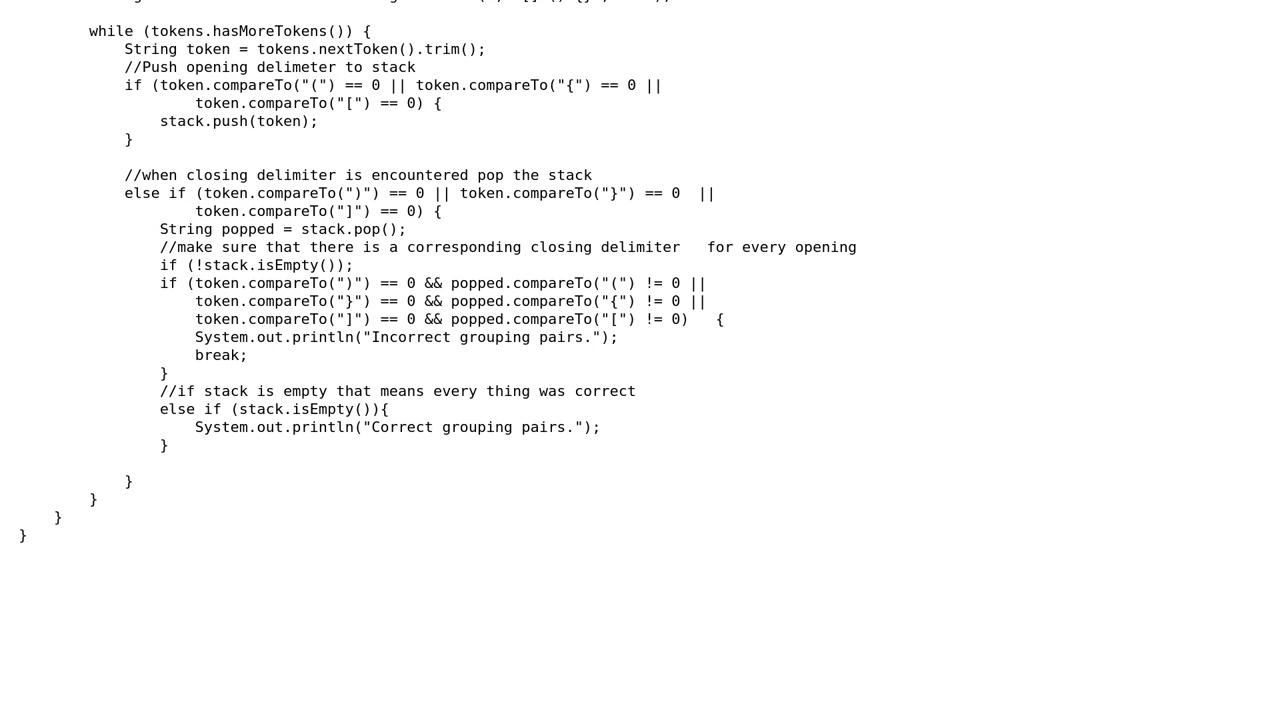 while (tokens.hasMoreTokens()) {
String token = tokens.nextToken().trim();
//Push opening delimeter to stack
if (token.compareTo("(") == 0 || token.compareTo("{") == 0 ||
token.compareTo("[") == 0) {
stack.push(token);
}
//when closing delimiter is encountered pop the stack
else if (token.compareTo(")") == 0 || token.compareTo("}") == 0  ||
token.compareTo("]") == 0) {
String popped = stack.pop();
//make sure that there is a corresponding closing delimiter   for every opening
if (!stack.isEmpty());
if (token.compareTo(")") == 0 && popped.compareTo("(") != 0 ||
token.compareTo("}") == 0 && popped.compareTo("{") != 0 ||
token.compareTo("]") == 0 && popped.compareTo("[") != 0)   {
System.out.println("Incorrect grouping pairs.");
break;
}
//if stack is empty that means every thing was correct
else if (stack.isEmpty()){
System.out.println("Correct grouping pairs.");
}
}
}
}
}